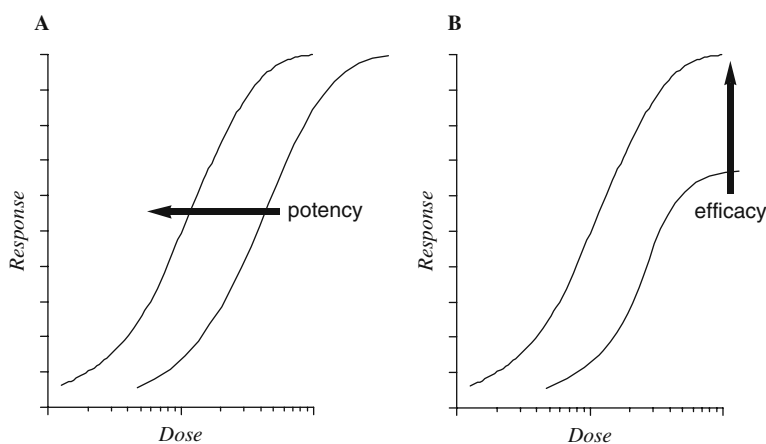 A
Response
potency
Dose
B
Response
efficacy
Dose